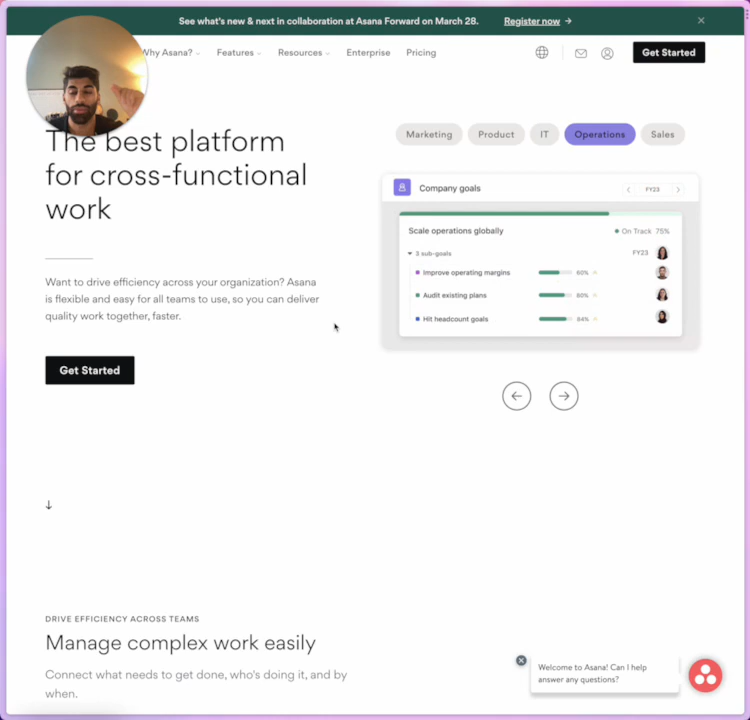 See what's new & next in collaboration at Asana Forward on March 28. Register now →
Why Asana? Features Resources Enterprise Pricing Get Started
The best platform
for cross-functional
work
Want to drive efficiency across your organization? Asana
is flexible and easy for all teams to use, so you can deliver
quality work together, faster.
Get Started
Marketing Product IT Operations Sales
Company goals FY23
Scale operations globally On Track 75%
3 sub-goals FY23
Improve operating margins 60%
Audit existing plans 80%
Hit headcount goals 84%
DRIVE EFFICIENCY ACROSS TEAMS
Manage complex work easily
Connect what needs to get done, who's doing it, and by
when.
Welcome to Asana! Can I help
answer any questions?